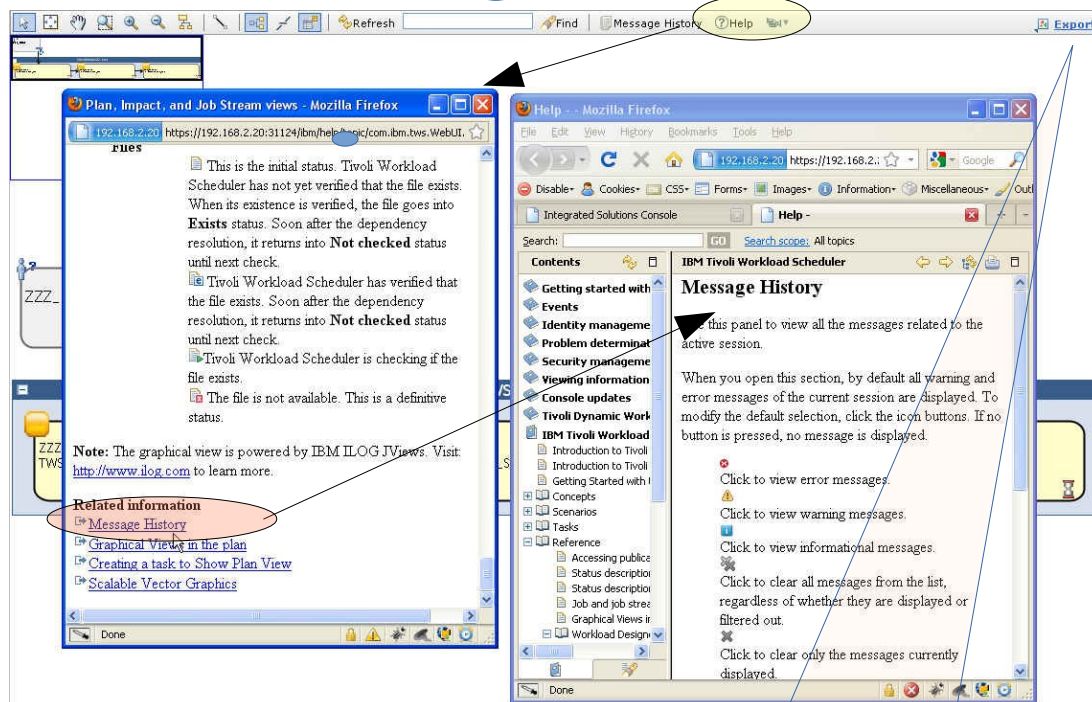 Refresh Find Message History Help Export
Plan, Impact, and Job Stream views - Mozilla Firefox
192.168.2.20 https://192.168.2.20:31124/ibm/help/topic/com.ibm.tws.WebUI.
Files
This is the initial status. Tivoli Workload
Scheduler has not yet verified that the file exists.
When its existence is verified, the file goes into
Exists status. Soon after the dependency
resolution, it returns into Not checked status
until next check.
Tivoli Workload Scheduler has verified that
the file exists. Soon after the dependency
resolution, it returns into Not checked status
until next check.
Tivoli Workload Scheduler is checking if the
file exists.
The file is not available. This is a definitive
status.
Note: The graphical view is powered by IBM ILOG JViews. Visit:
http://www.ilog.com to learn more.
Related information
Message History
Graphical Views in the plan
Creating a task to Show Plan View
Scalable Vector Graphics
Done
ZZZ_
ZZZ
TWS
Help - - Mozilla Firefox
File Edit View History Bookmarks Tools Help
192.168.2.20 https://192.168.2.: Google
Disable Cookies CSS Forms Images Information Miscellaneous Outl
Integrated Solutions Console Help -
Search: GO Search scope: All topics
Contents
Getting started with
Events
Identity manageme
Problem determinat
Security manageme
Viewing information
Console updates
Tivoli Dynamic Work
IBM Tivoli Workload
Introduction to Tivoli
Introduction to Tivoli
Getting Started with
Concepts
Scenarios
Tasks
Reference
Accessing publica
Status description
Status description
Job and job strea
Graphical Views in
Workload Designe
IBM Tivoli Workload Scheduler
Message History
this panel to view all the messages related to the
active session.
When you open this section, by default all warning and
error messages of the current session are displayed. To
modify the default selection, click the icon buttons. If no
button is pressed, no message is displayed.
Click to view error messages.
Click to view warning messages.
Click to view informational messages.
Click to clear all messages from the list,
regardless of whether they are displayed or
filtered out.
Click to clear only the messages currently
displayed.
Done